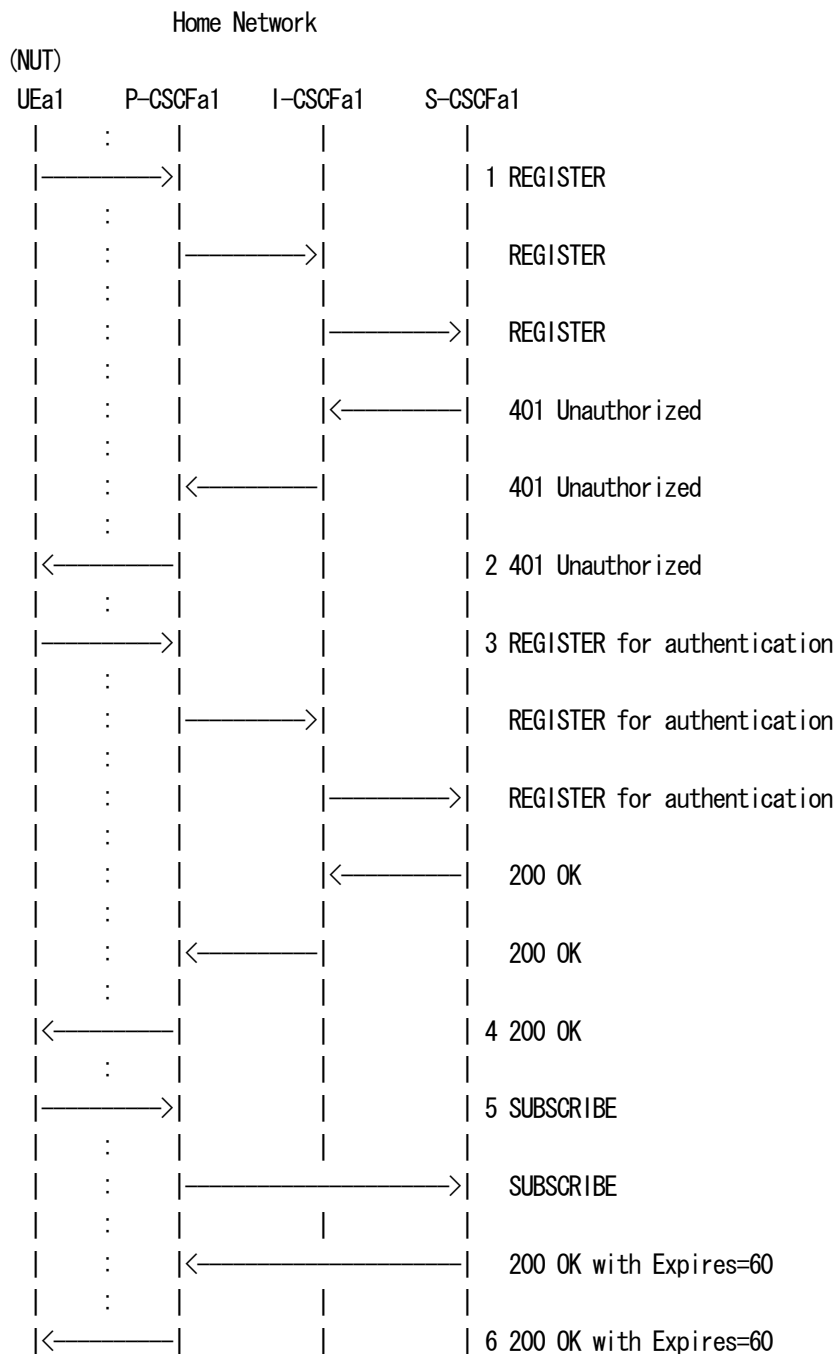 Home Network
(NUT)
UEa1 P-CSCFa1 I-CSCFa1 S-CSCFa1
1 REGISTER
REGISTER
REGISTER
401 Unauthorized
401 Unauthorized
2 401 Unauthorized
3 REGISTER for authentication
REGISTER for authentication
REGISTER for authentication
200 OK
200 OK
4 200 OK
5 SUBSCRIBE
SUBSCRIBE
200 OK with Expires=60
6 200 OK with Expires=60